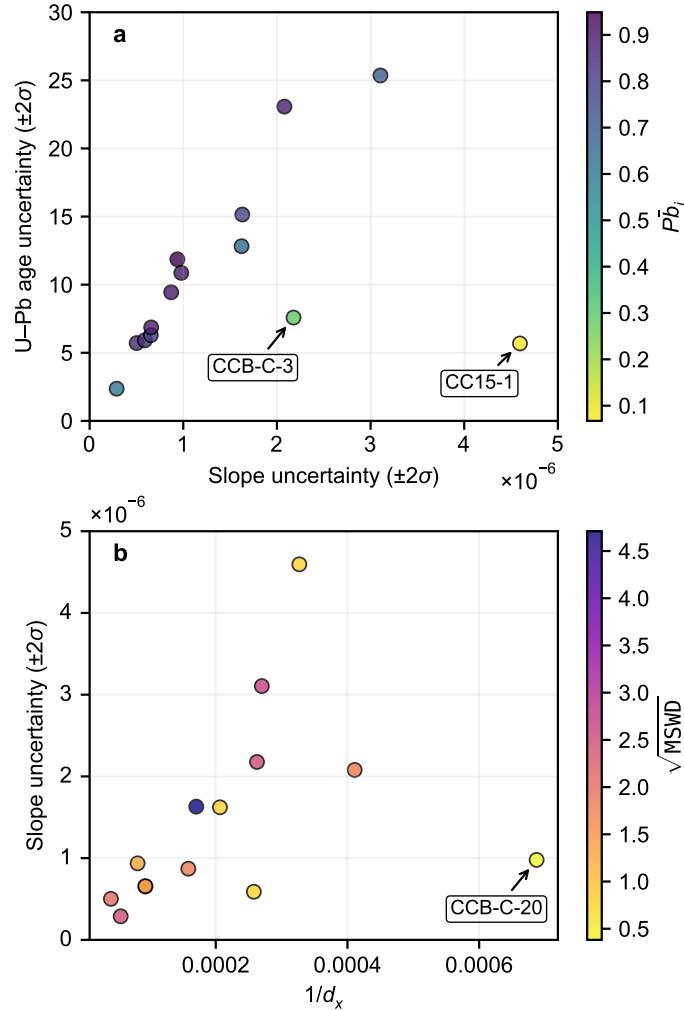 a
30
25
20
15
10
5
0
U–Pb age uncertainty (±2σ)
CCB-C-3
CC15-1
0 1 2 3 4 5
Slope uncertainty (±2σ)
×10⁻⁶
0.9
0.8
0.7
0.6
0.5
0.4
0.3
0.2
0.1
P̄b̄ᵢ
×10⁻⁶
b
5
4
3
2
1
0
Slope uncertainty (±2σ)
CCB-C-20
0.0002 0.0004 0.0006
1/dₓ
4.5
4.0
3.5
3.0
2.5
2.0
1.5
1.0
0.5
√MSWD